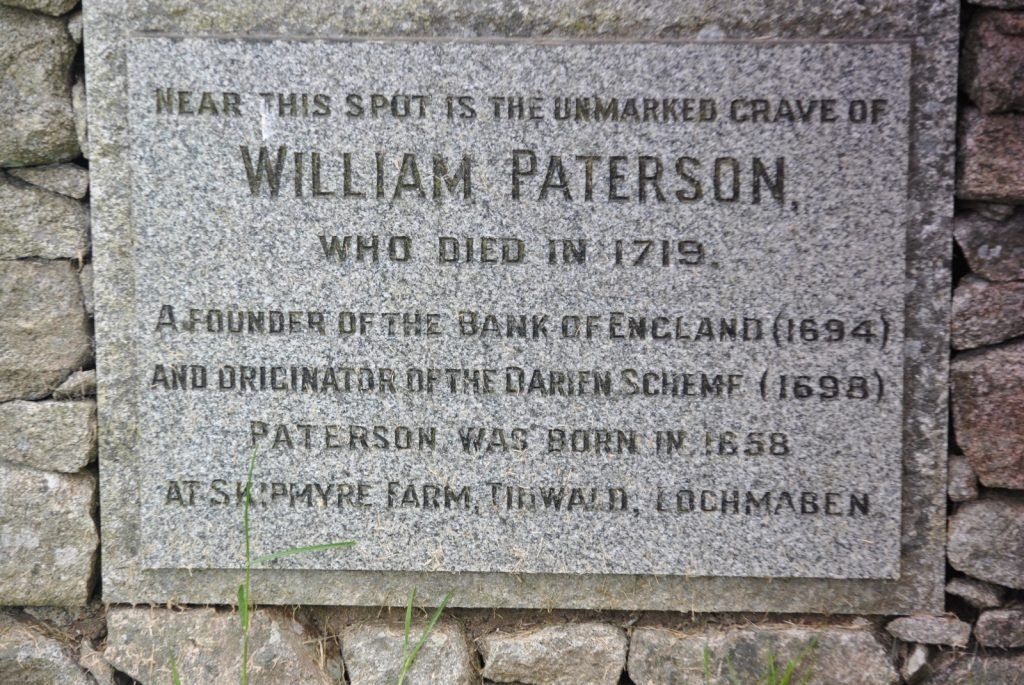 NEAR THIS SPOT IS THE UNMARKED GRAVE OF
WILLIAM PATERSON,
WHO DIED IN 1719.
A FOUNDER OF THE BANK OF ENGLAND (1694)
AND ORIGINATOR OF THE DARIEN SCHEME (1698)
PATERSON WAS BORN IN 1658
AT SKIPMYRE FARM, TINWALD, LOCHMABEN